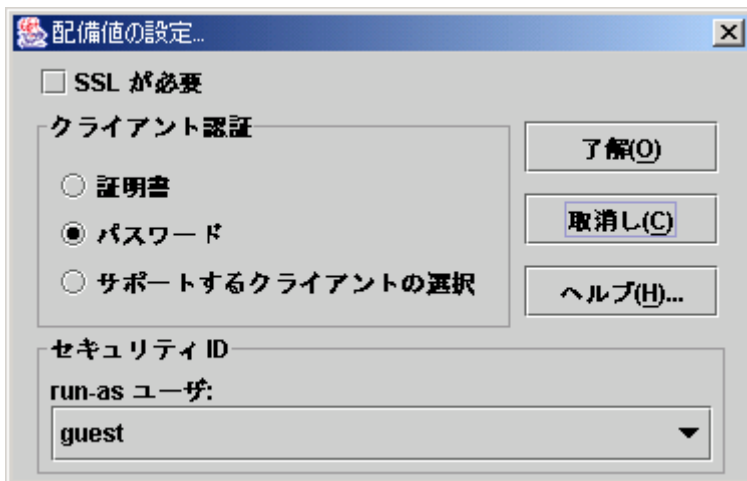 配備値の設定...
SSL が必要
クライアント認証
証明書
パスワード
サポートするクライアントの選択
了解(O)
取消し(C)
ヘルプ(H)...
セキュリティ ID
run-as ユーザ:
guest